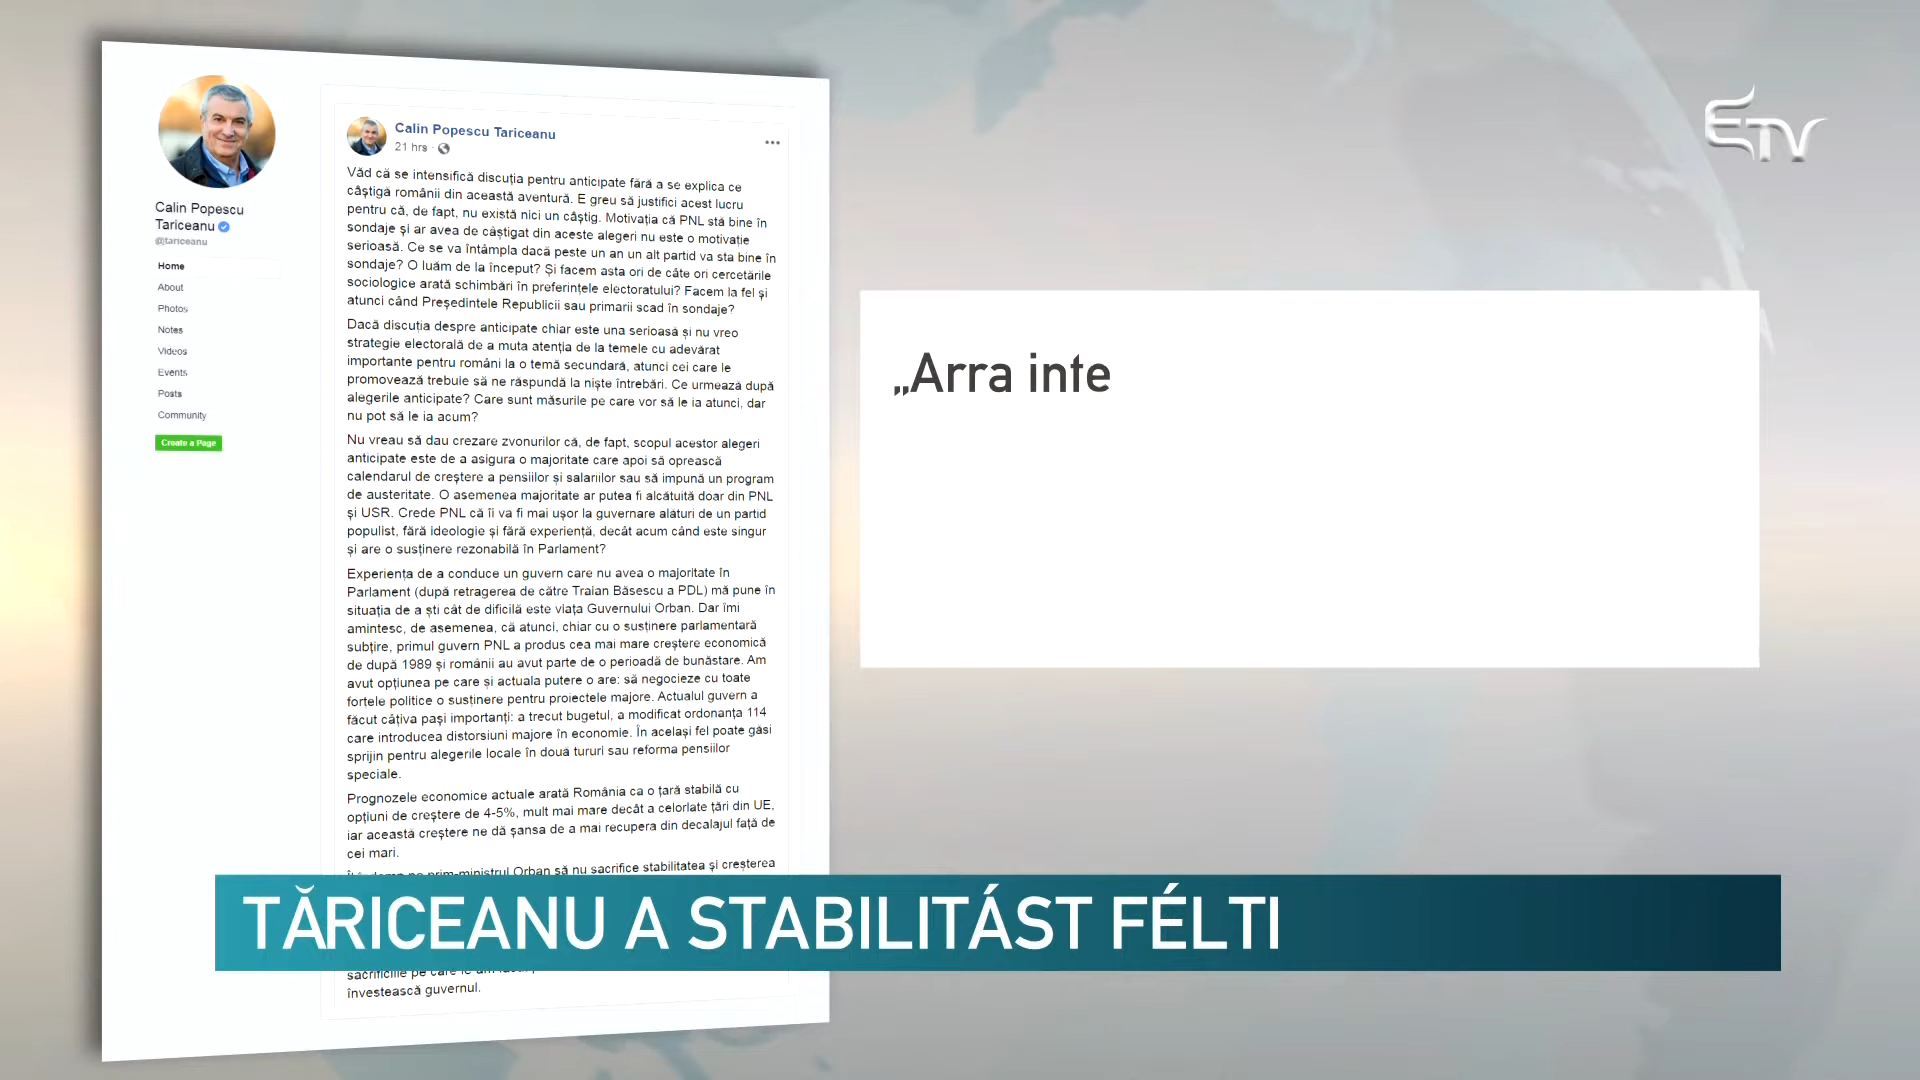 Calin Popescu
Tariceanu
@tariceanu
Home
About
Photos
Notes
Videos
Events
Posts
Community
Create a Page
Calin Popescu Tariceanu
21 hrs ·
Văd că se intensifică discuția pentru anticipate fără a se explica ce
câștigă românii din această aventură. E greu să justifici acest lucru
pentru că, de fapt, nu există nici un câștig. Motivația că PNL stă bine în
sondaje și ar avea de câștigat din aceste alegeri nu este o motivație
serioasă. Ce se va întâmpla dacă peste un an un alt partid va sta bine în
sondaje? O luăm de la început? Și facem asta ori de câte ori cercetările
sociologice arată schimbări în preferințele electoratului? Facem la fel și
atunci când Președintele Republicii sau primarii scad în sondaje?
Dacă discuția despre anticipate chiar este una serioasă și nu vreo
strategie electorală de a muta atenția de la temele cu adevărat
importante pentru români la o temă secundară, atunci cei care le
promovează trebuie să ne răspundă la niște întrebări. Ce urmează după
alegerile anticipate? Care sunt măsurile pe care vor să le ia atunci, dar
nu pot să le ia acum?
Nu vreau să dau crezare zvonurilor că, de fapt, scopul acestor alegeri
anticipate este de a asigura o majoritate care apoi să oprească
calendarul de creștere a pensiilor și salariilor sau să impună un program
de austeritate. O asemenea majoritate ar putea fi alcătuită doar din PNL
și USR. Crede PNL că îi va fi mai ușor la guvernare alături de un partid
populist, fără ideologie și fără experiență, decât acum când este singur
și are o susținere rezonabilă în Parlament?
Experiența de a conduce un guvern care nu avea o majoritate în
Parlament (după retragerea de către Traian Băsescu a PDL) mă pune în
situația de a ști cât de dificilă este viața Guvernului Orban. Dar îmi
amintesc, de asemenea, că atunci, chiar cu o susținere parlamentară
subțire, primul guvern PNL a produs cea mai mare creștere economică
de după 1989 și românii au avut parte de o perioadă de bunăstare. Am
avut opțiunea pe care și actuala putere o are: să negocieze cu toate
forțele politice o susținere pentru proiectele majore. Actualul guvern a
făcut câțiva pași importanți: a trecut bugetul, a modificat ordonanța 114
care introducea distorsiuni majore în economie. În același fel poate găsi
sprijin pentru alegerile locale în două tururi sau reforma pensiilor
speciale.
Prognozele economice actuale arată România ca o țară stabilă cu
opțiuni de creștere de 4-5%, mult mai mare decât a celorlate țări din UE,
iar această creștere ne dă șansa de a mai recupera din decalajul față de
cei mari.
prim-ministrul Orban să nu sacrifice stabilitatea și creșterea
sacrificiile pe care le am
învestească guvernul.
ETV
„Arra inte
TĂRICEANU A STABILITÁST FÉLTI